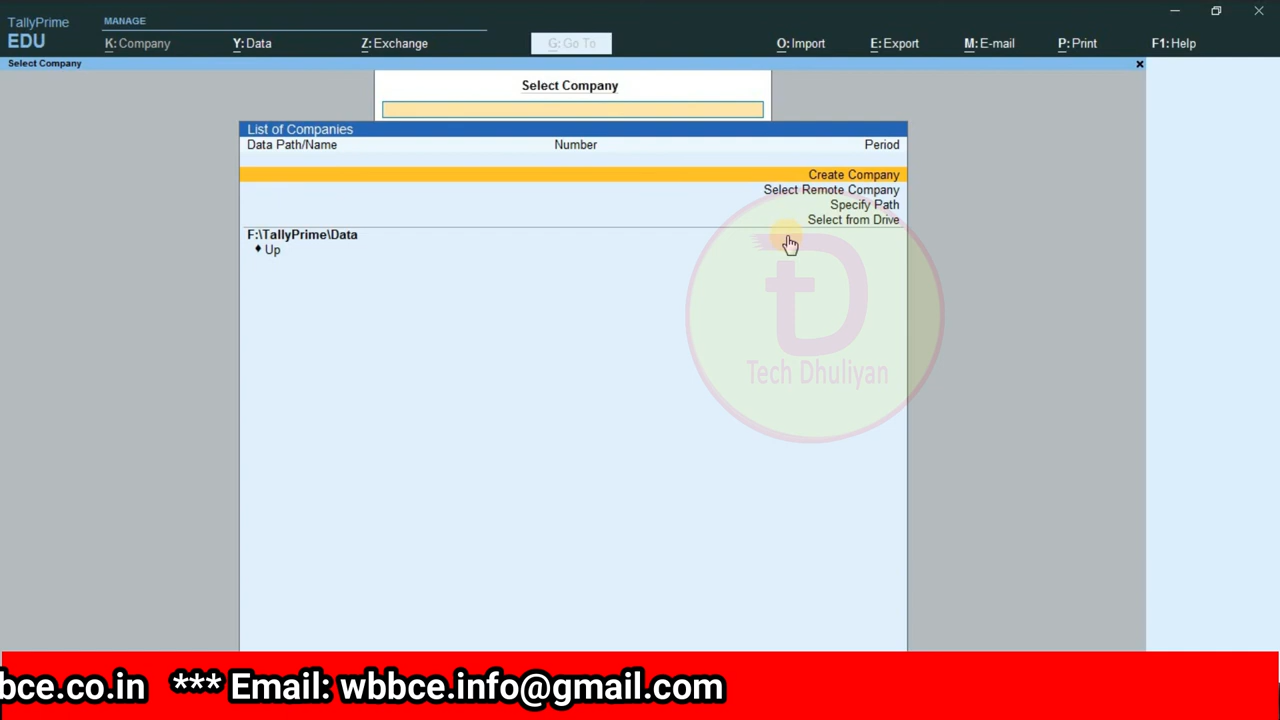 TallyPrime
EDU
MANAGE
K: Company
Y: Data
Z: Exchange
G: Go To
O: Import
E: Export
M: E-mail
P: Print
F1: Help
Select Company
Select Company
List of Companies
Data Path/Name Number Period
Create Company
Select Remote Company
Specify Path
Select from Drive
F:\TallyPrime\Data
♦ Up
Tech Dhuliyan
bce.co.in *** Email: wbbce.info@gmail.com